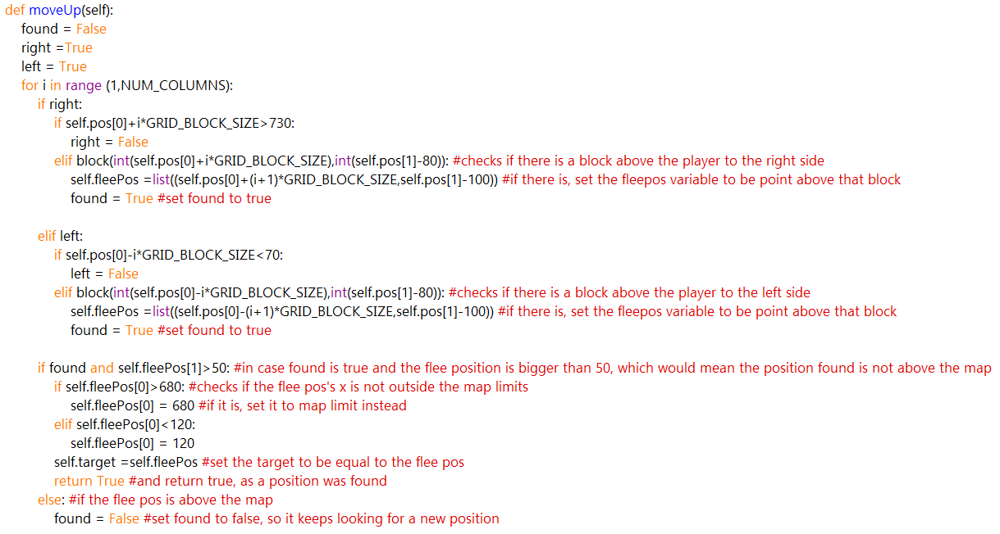 def moveUp(self):
    found = False
    right =True
    left = True
    for i in range (1,NUM_COLUMNS):
        if right:
            if self.pos[0]+i*GRID_BLOCK_SIZE>730:
                right = False
            elif block(int(self.pos[0]+i*GRID_BLOCK_SIZE),int(self.pos[1]-80)): #checks if there is a block above the player to the right side
                self.fleePos =list((self.pos[0]+(i+1)*GRID_BLOCK_SIZE,self.pos[1]-100)) #if there is, set the fleepos variable to be point above that block
                found = True #set found to true

        elif left:
            if self.pos[0]-i*GRID_BLOCK_SIZE<70:
                left = False
            elif block(int(self.pos[0]-i*GRID_BLOCK_SIZE),int(self.pos[1]-80)): #checks if there is a block above the player to the left side
                self.fleePos =list((self.pos[0]-(i+1)*GRID_BLOCK_SIZE,self.pos[1]-100)) #if there is, set the fleepos variable to be point above that block
                found = True #set found to true

        if found and self.fleePos[1]>50: #in case found is true and the flee position is bigger than 50, which would mean the position found is not above the map
            if self.fleePos[0]>680: #checks if the flee pos's x is not outside the map limits
                self.fleePos[0] = 680 #if it is, set it to map limit instead
            elif self.fleePos[0]<120:
                self.fleePos[0] = 120
            self.target =self.fleePos #set the target to be equal to the flee pos
            return True #and return true, as a position was found
        else: #if the flee pos is above the map
            found = False #set found to false, so it keeps looking for a new position